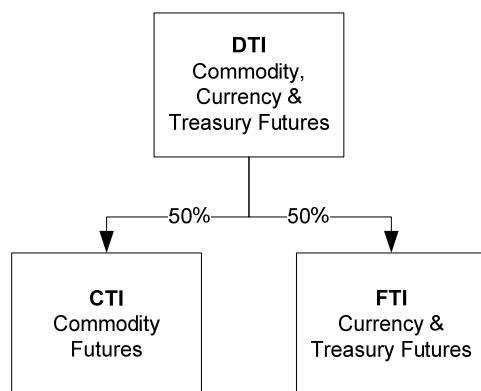 DTI
Commodity,
Currency &
Treasury Futures
50%
50%
CTI
Commodity
Futures
FTI
Currency &
Treasury Futures